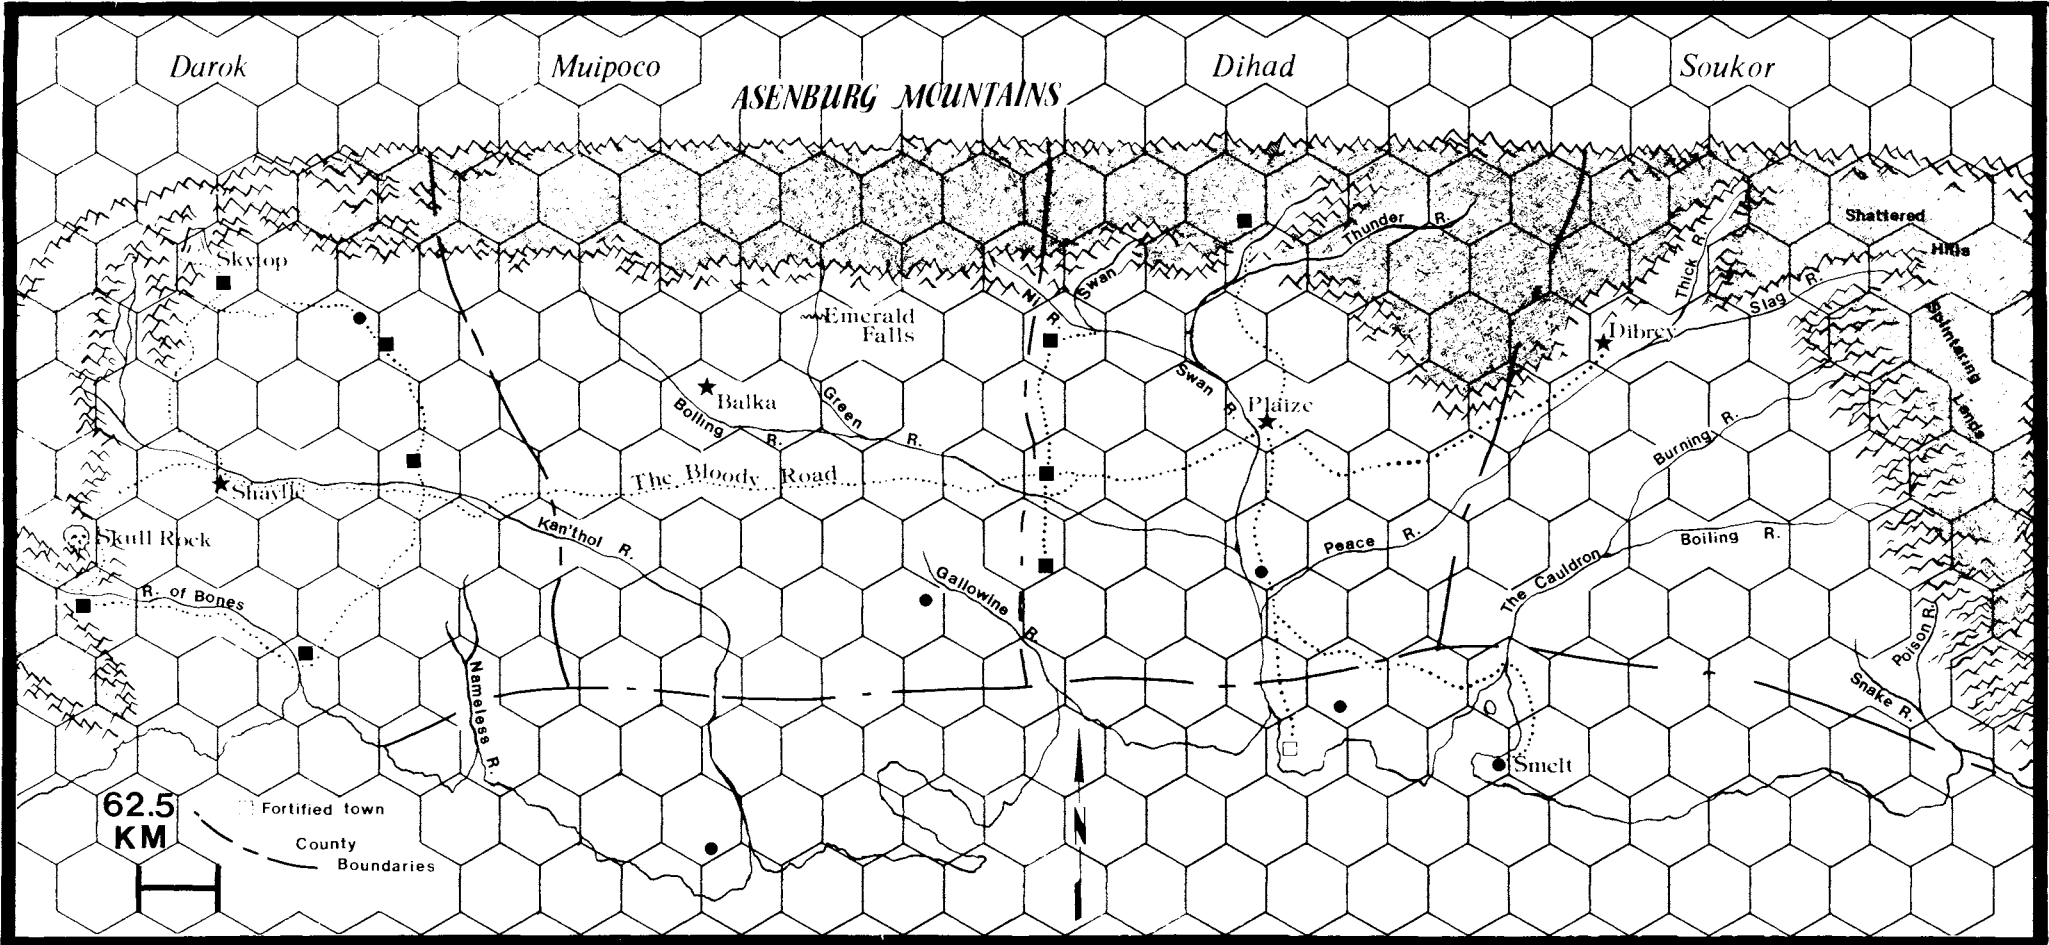 Darok
Muipoco
Dihad
Soukor
ASENBURG MOUNTAINS
Shattered
Hills
Thunder R.
Thick R.
Skytop
Swan
Ni R.
Slag R.
Emerald
Falls
Dibrey
Splintering
Lands
Swan R.
Balka
Green R.
Plaize
Boiling R.
Burning R.
The Bloody Road
Shaylle
Kan'thol R.
Skull Rock
Peace R.
Boiling R.
The Cauldron
R. of Bones
Gallowine R.
Poison R.
Nameless R.
Snake R.
Smelt
62.5
KM
Fortified town
County
Boundaries
N